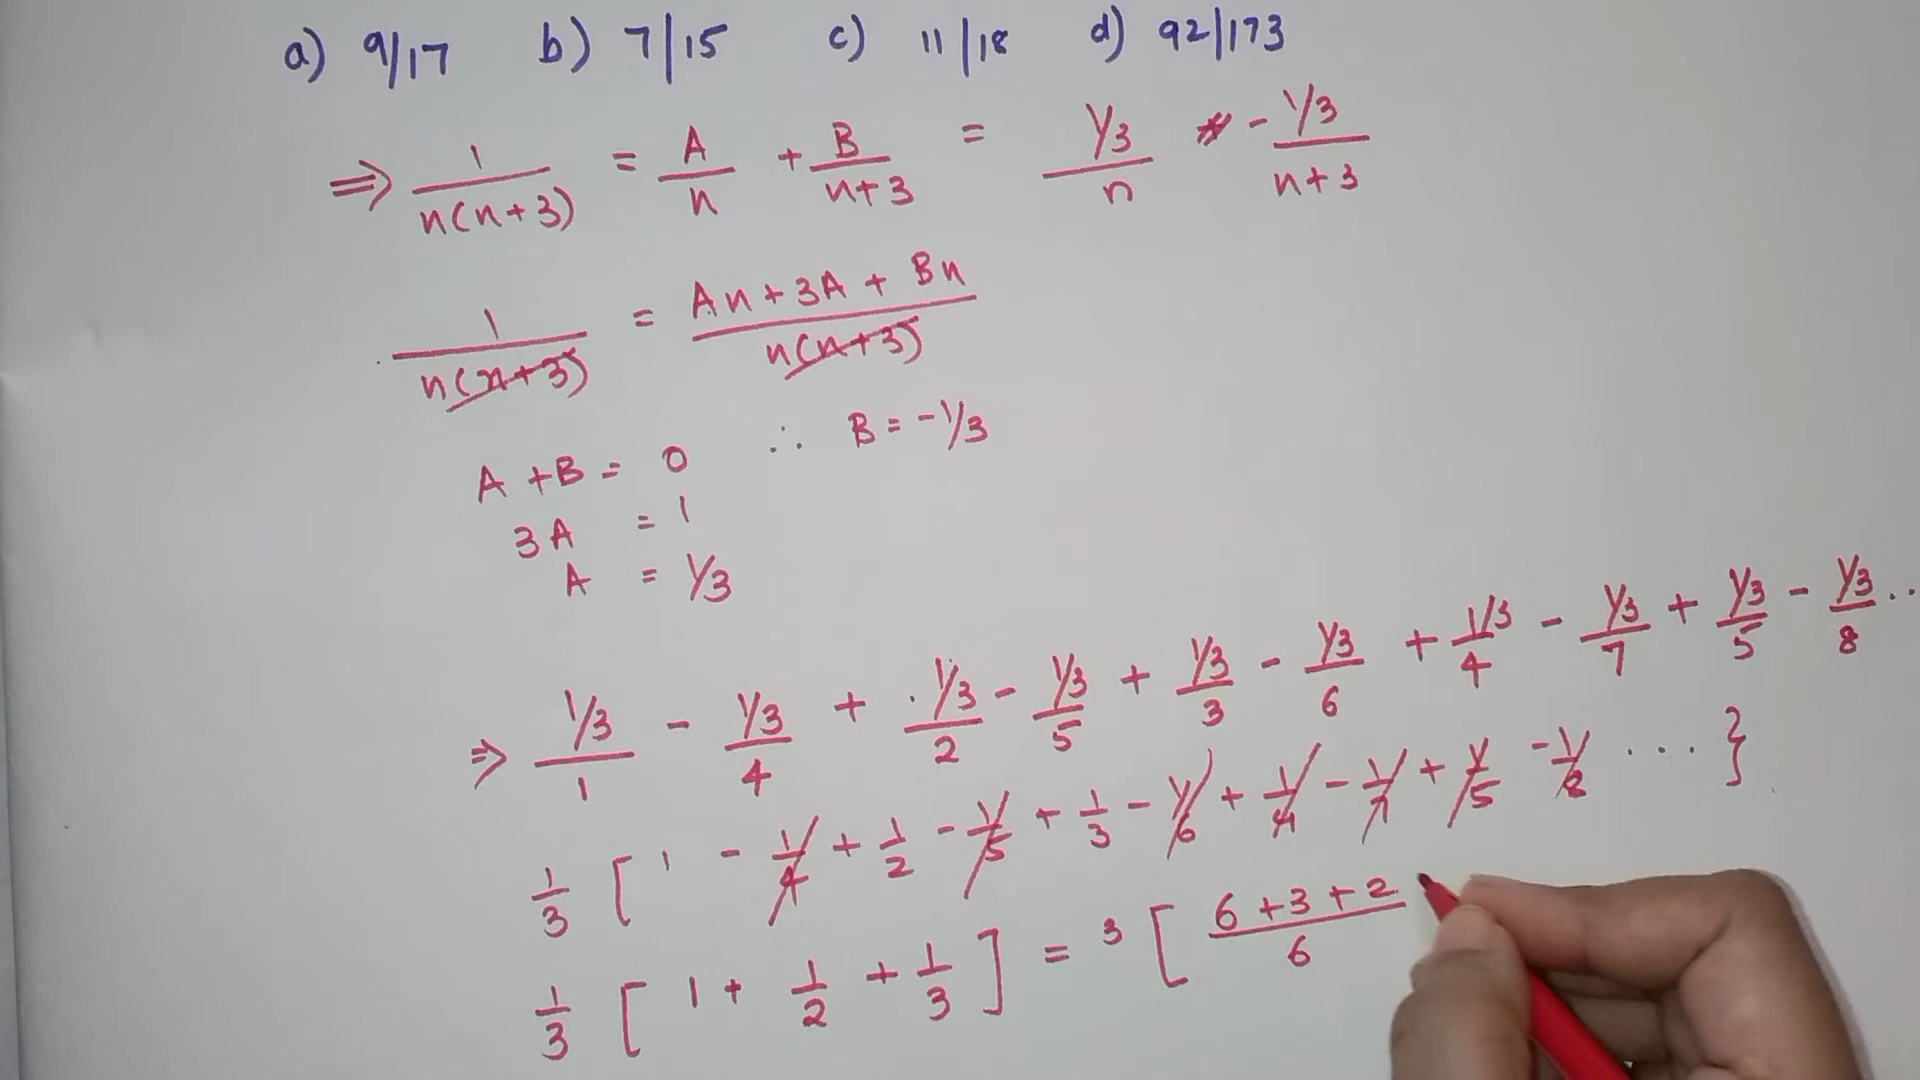 a) 9/17 b) 7/15 c) 11/18 d) 92/173
⇒ 1/n(n+3) = A/n + B/n+3 = 1/3/n - 1/3/n+3
1/n(n+3) = An+3A+Bn/n(n+3)
A+B = 0 ∴ B = -1/3
3A = 1
A = 1/3
⇒ 1/3/1 - 1/3/4 + 1/3/2 - 1/3/5 + 1/3/3 - 1/3/6 + 1/3/4 - 1/3/7 + 1/3/5 - 1/3/8 ..
1/3 [ 1 - 1/4 + 1/2 - 1/5 + 1/3 - 1/6 + 1/4 - 1/7 + 1/5 - 1/8 .... }
1/3 [ 1 + 1/2 + 1/3 ] = 3 [ 6+3+2/6